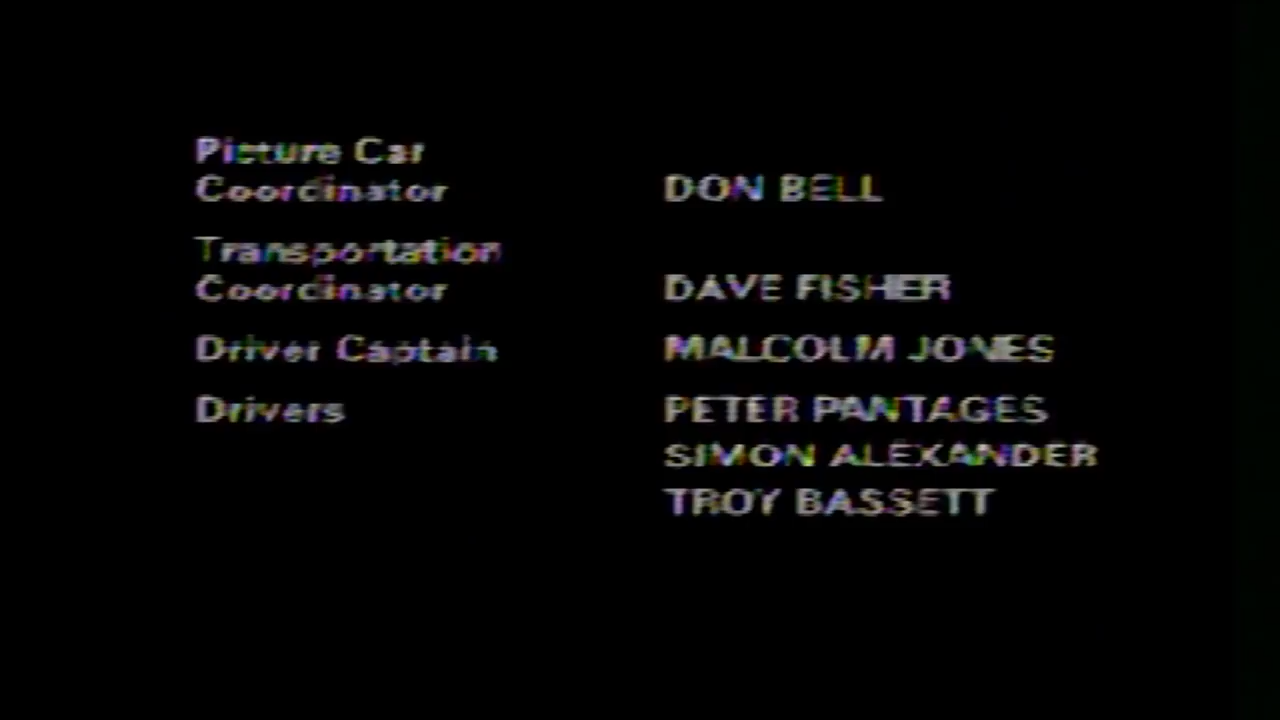 Picture Car
Coordinator DON BELL
Transportation
Coordinator DAVE FISHER
Driver Captain MALCOLM JONES
Drivers PETER PANTAGES
SIMON ALEXANDER
TROY BASSETT